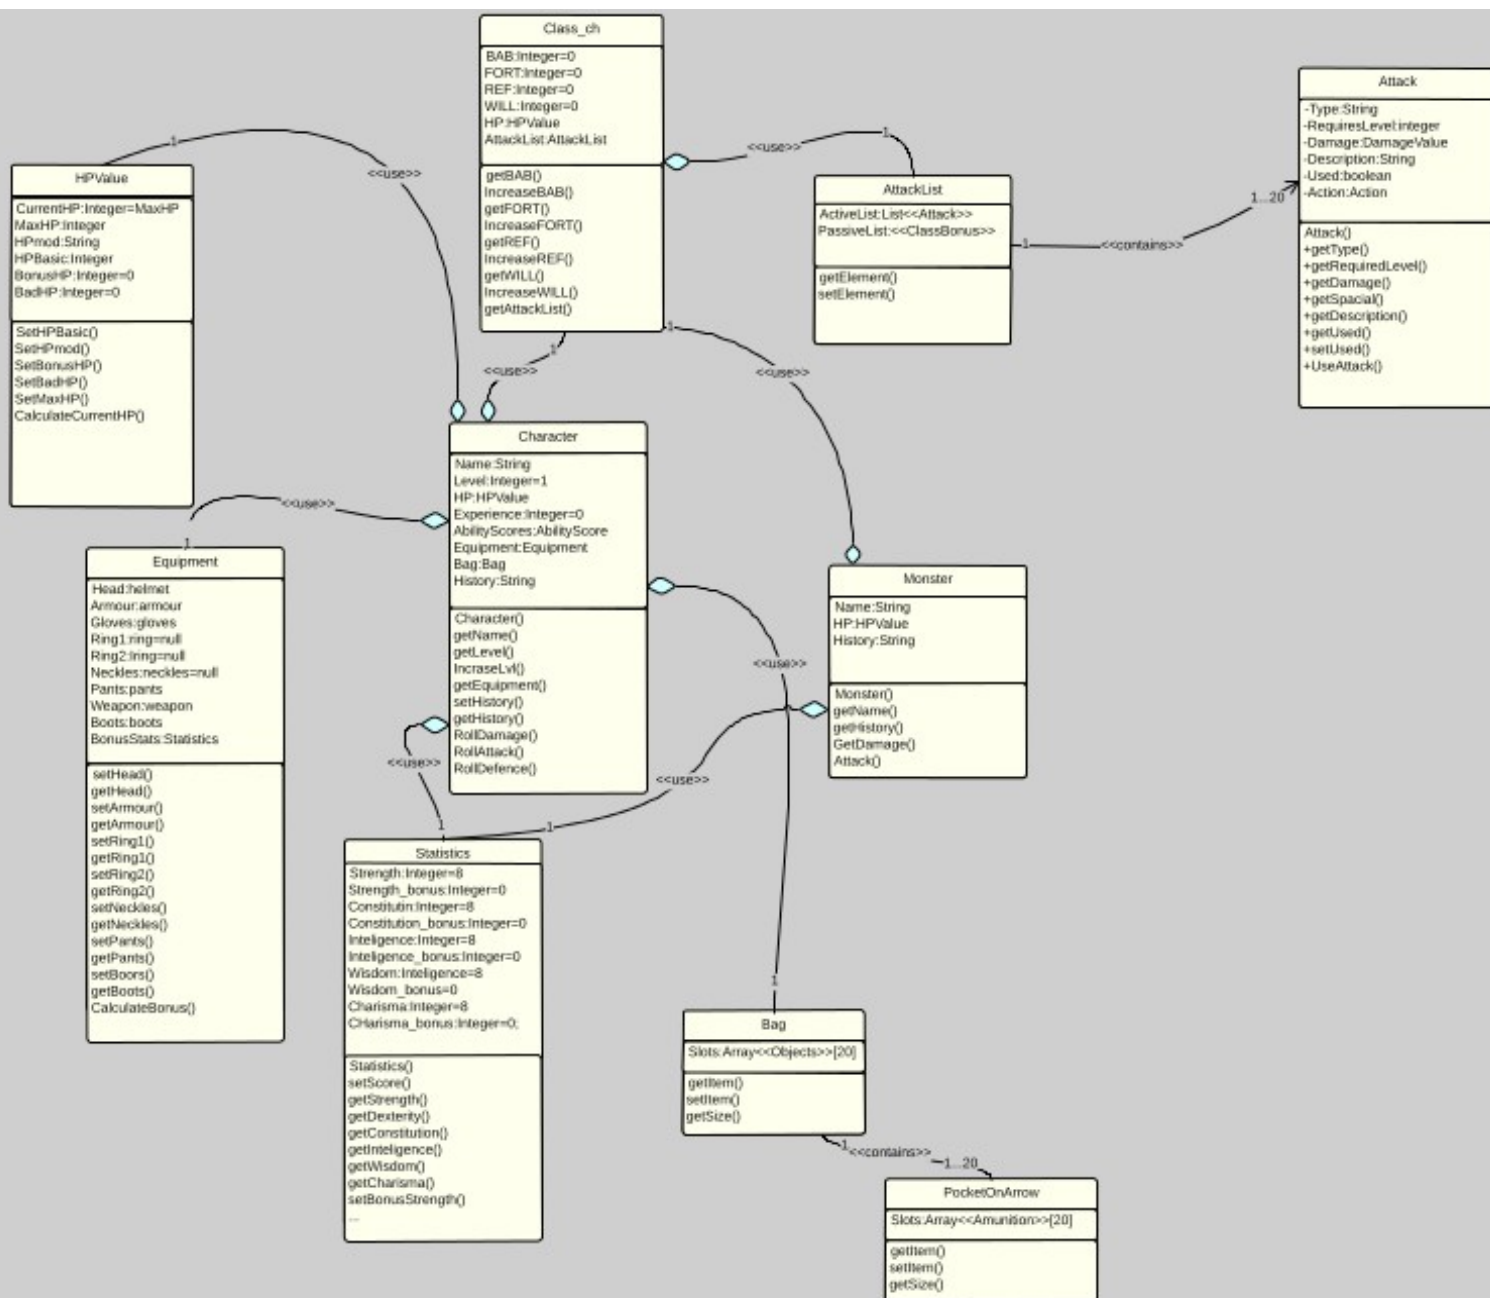 Class_ch
BAB:Integer=0
FORT:Integer=0
REF:Integer=0
WILL:Integer=0
HP:HPValue
AttackList:AttackList
getBAB()
IncreaseBAB()
getFORT()
IncreaseFORT()
getREF()
IncreaseREF()
getWILL()
IncreaseWILL()
getAttackList()
Attack
-Type:String
-RequiresLevel:integer
-Damage:DamageValue
-Description:String
-Used:boolean
-Action:Action
Attack()
+getType()
+getRequiredLevel()
+getDamage()
+getSpacial()
+getDescription()
+getUsed()
+setUsed()
+UseAttack()
1
<<use>>
1
<<use>>
HPValue
CurrentHP:Integer=MaxHP
MaxHP:Integer
HPmod:String
HPBasic:Integer
BonusHP:Integer=0
BadHP:Integer=0
SetHPBasic()
SetHPmod()
SetBonusHP()
SetBadHP()
SetMaxHP()
CalculateCurrentHP()
AttackList
ActiveList:List<<Attack>>
PassiveList:<<ClassBonus>>
getElement()
setElement()
1
<<contains>>
1...20
1
<<use>>
1
<<use>>
Character
Name:String
Level:Integer=1
HP:HPValue
Experience:Integer=0
AbilityScores:AbilityScore
Equipment:Equipment
Bag:Bag
History:String
Character()
getName()
getLevel()
IncraseLvl()
getEquipment()
setHistory()
getHistory()
RollDamage()
RollAttack()
RollDefence()
<<use>>
1
Equipment
Head:helmet
Armour:armour
Gloves:gloves
Ring1:ring=null
Ring2:Iring=null
Neckles:neckles=null
Pants:pants
Weapon:weapon
Boots:boots
BonusStats:Statistics
setHead()
getHead()
setArmour()
getArmour()
setRing1()
getRing1()
setRing2()
getRing2()
setNeckles()
getNeckles()
setPants()
getPants()
setBoors()
getBoots()
CalculateBonus()
Monster
Name:String
HP:HPValue
History:String
Monster()
getName()
getHistory()
GetDamage()
Attack()
<<use>>
1
<<use>>
1
<<use>>
1
Statistics
Strength:Integer=8
Strength_bonus:Integer=0
Constitutin:Integer=8
Constitution_bonus:Integer=0
Inteligence:Integer=8
Inteligence_bonus:Integer=0
Wisdom:Inteligence=8
Wisdom_bonus=0
Charisma:Integer=8
CHarisma_bonus:Integer=0;
Statistics()
setScore()
getStrength()
getDexterity()
getConstitution()
getInteligence()
getWisdom()
getCharisma()
setBonusStrength()
...
Bag
Slots:Array<<Objects>>[20]
getItem()
setItem()
getSize()
1
<<contains>>
1...20
PocketOnArrow
Slots:Array<<Amunition>>[20]
getItem()
setItem()
getSize()